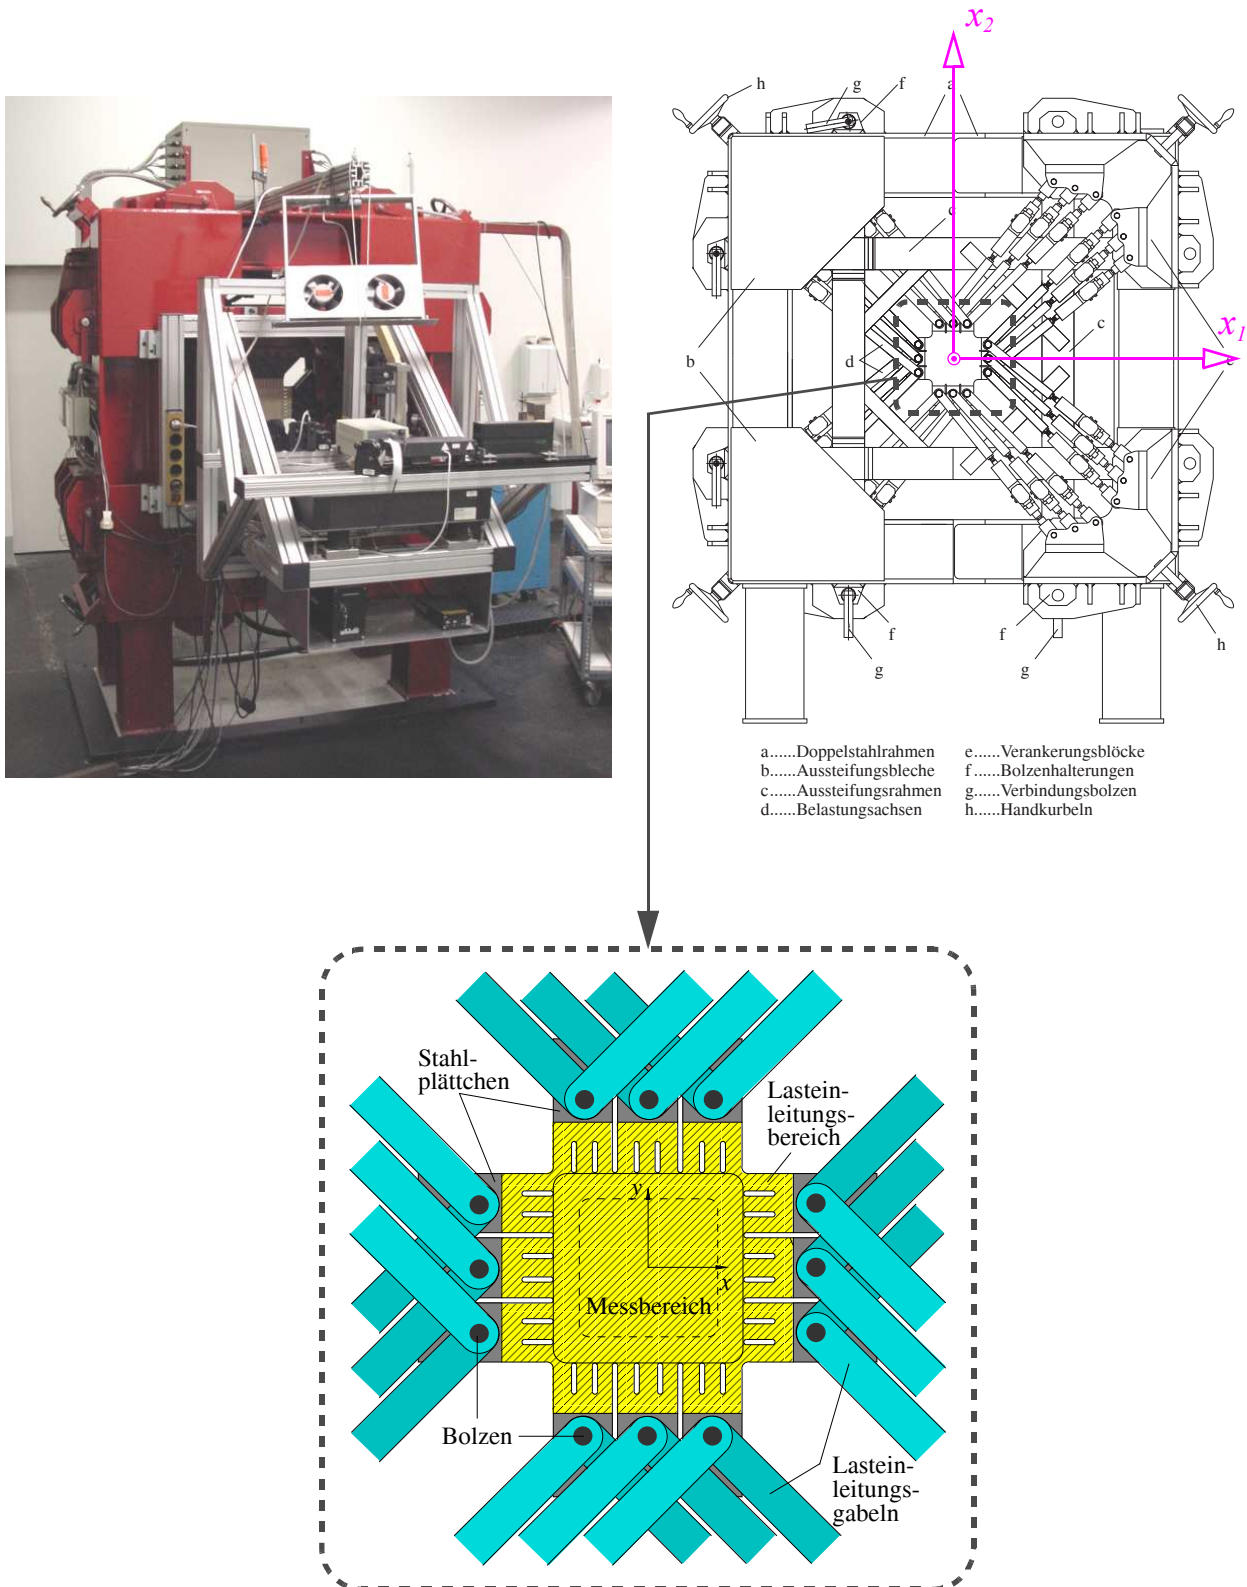 x2
h
g
f
a
c
x1
c
b
d
e
f
g
f
g
h
a......Doppelstahlrahmen
b......Aussteifungsbleche
c......Aussteifungsrahmen
d......Belastungsachsen
e......Verankerungsblöcke
f......Bolzenhalterungen
g......Verbindungsbolzen
h......Handkurbeln
Stahl-
plättchen
Lastein-
leitungs-
bereich
y
x
Messbereich
Bolzen
Lastein-
leitungs-
gabeln